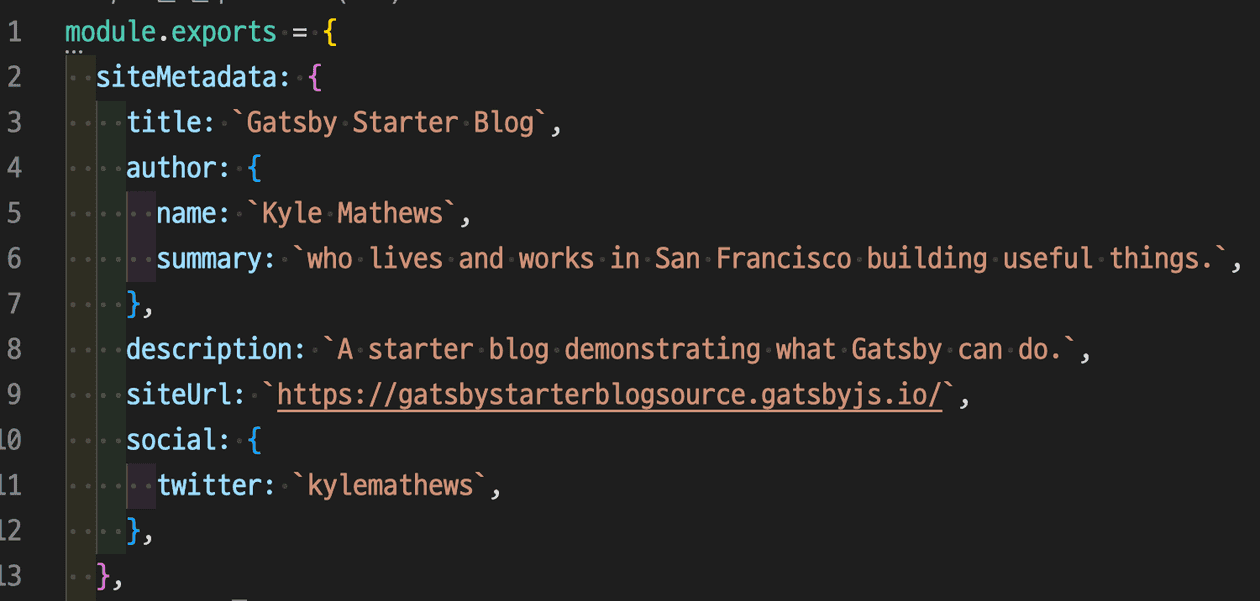 1 module.exports = {
2   siteMetadata: {
3     title: `Gatsby Starter Blog`,
4     author: {
5       name: `Kyle Mathews`,
6       summary: `who lives and works in San Francisco building useful things.`,
7     },
8     description: `A starter blog demonstrating what Gatsby can do.`,
9     siteUrl: `https://gatsbystarterblogsource.gatsbyjs.io/`,
10     social: {
11       twitter: `kylemathews`,
12     },
13   },